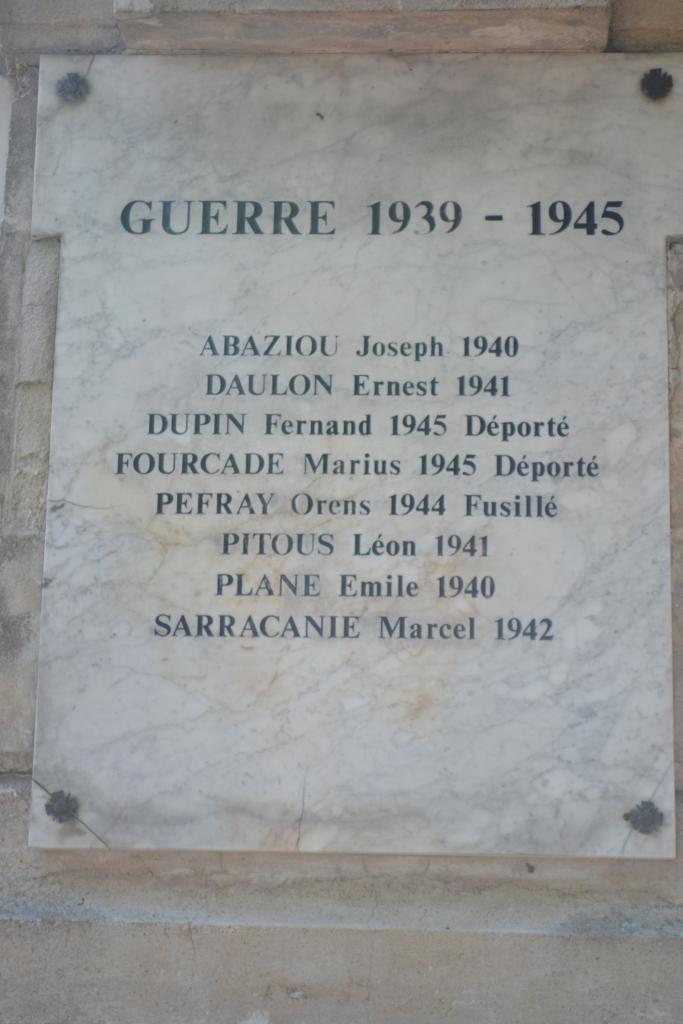 GUERRE 1939 - 1945
ABAZIOU Joseph 1940
DAULON Ernest 1941
DUPIN Fernand 1945 Déporté
FOURCADE Marius 1945 Déporté
PEFRAY Orens 1944 Fusillé
PITOUS Léon 1941
PLANE Emile 1940
SARRACANIE Marcel 1942